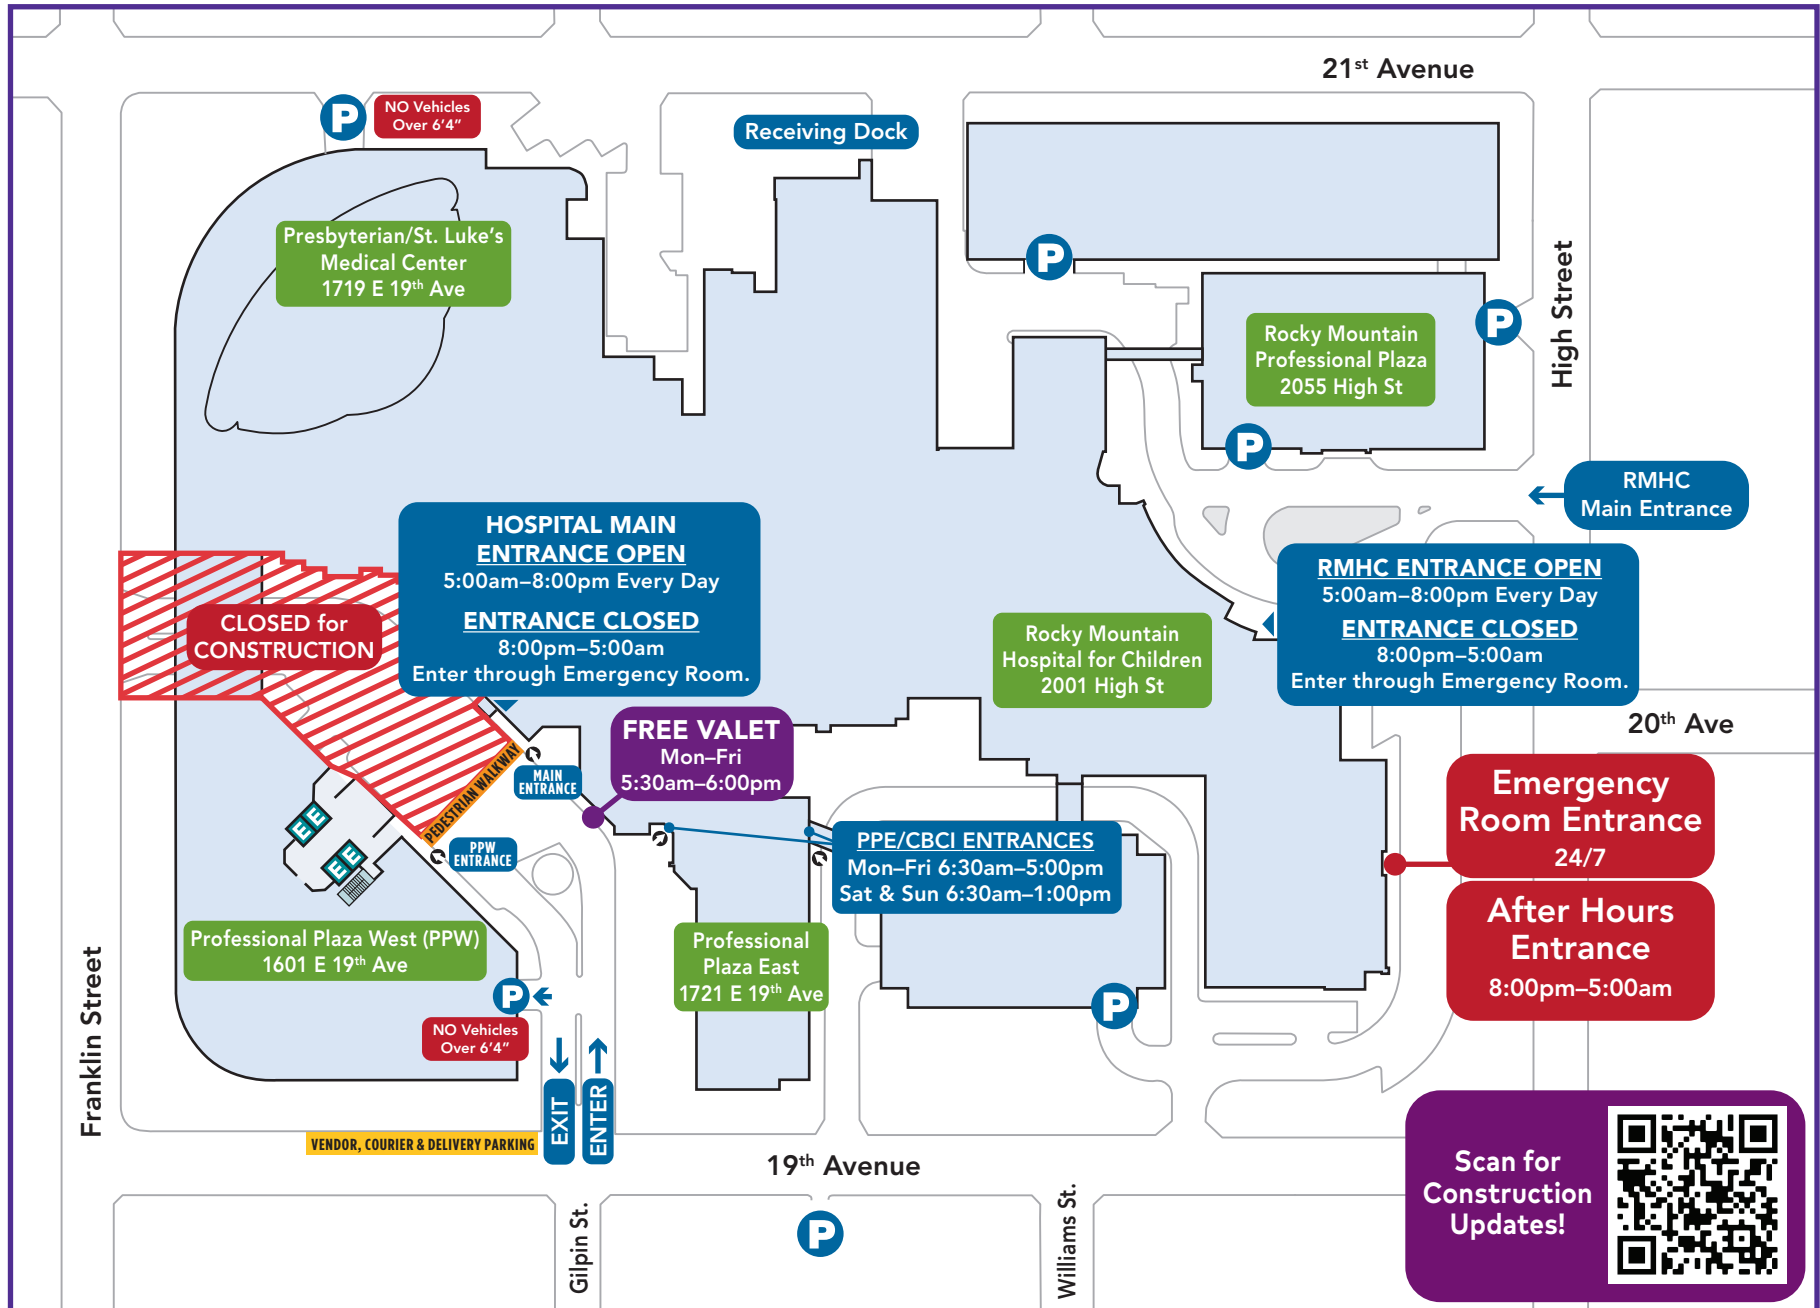 21st Avenue
P
NO Vehicles
Over 6'4"
Receiving Dock
Presbyterian/St. Luke's
Medical Center
1719 E 19th Ave
P
P
High Street
Rocky Mountain
Professional Plaza
2055 High St
P
RMHC
Main Entrance
HOSPITAL MAIN
ENTRANCE OPEN
5:00am–8:00pm Every Day
ENTRANCE CLOSED
8:00pm–5:00am
Enter through Emergency Room.
RMHC ENTRANCE OPEN
5:00am–8:00pm Every Day
ENTRANCE CLOSED
8:00pm–5:00am
Enter through Emergency Room.
CLOSED for
CONSTRUCTION
Rocky Mountain
Hospital for Children
2001 High St
20th Ave
FREE VALET
Mon–Fri
5:30am–6:00pm
PEDESTRIAN WALKWAY
MAIN
ENTRANCE
E E
E E
PPW
ENTRANCE
PPE/CBCI ENTRANCES
Mon–Fri 6:30am–5:00pm
Sat & Sun 6:30am–1:00pm
Emergency
Room Entrance
24/7
After Hours
Entrance
8:00pm–5:00am
Professional Plaza West (PPW)
1601 E 19th Ave
Professional
Plaza East
1721 E 19th Ave
P
P
NO Vehicles
Over 6'4"
Franklin Street
EXIT
ENTER
VENDOR, COURIER & DELIVERY PARKING
19th Avenue
Gilpin St.
P
Williams St.
Scan for
Construction
Updates!